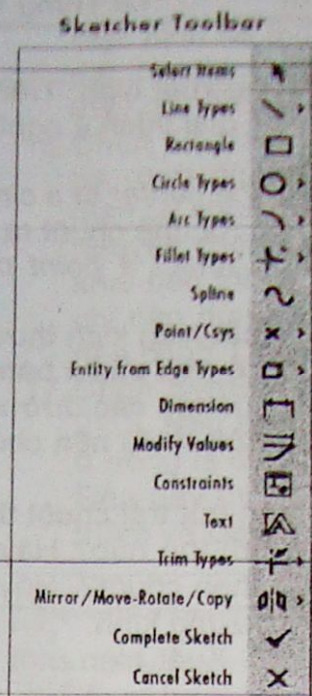 Sketcher Toolbar
Select Items
Line Types
Rectangle
Circle Types
Arc Types
Fillet Types
Spline
Point/Csys
Entity from Edge Types
Dimension
Modify Values
Constraints
Text
Trim Types
Mirror/Move-Rotate/Copy
Complete Sketch
Cancel Sketch